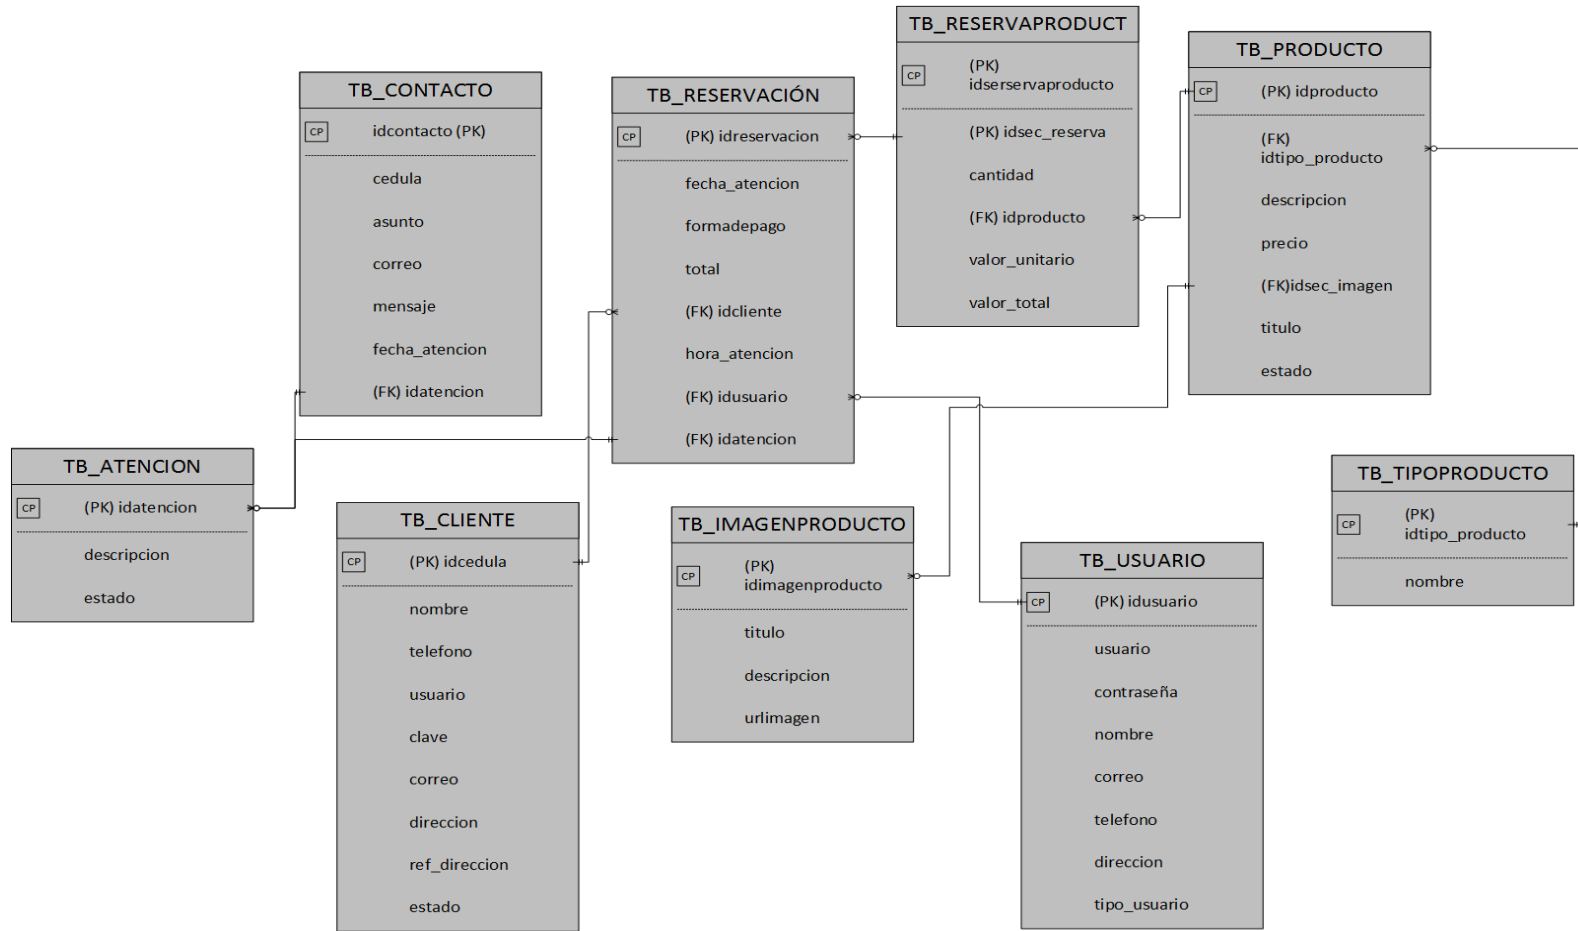 TB_CONTACTO
CP
idcontacto (PK)
cedula
asunto
correo
mensaje
fecha_atencion
(FK) idatencion
TB_RESERVACIÓN
CP
(PK) idreservacion
fecha_atencion
formadepago
total
(FK) idcliente
hora_atencion
(FK) idusuario
(FK) idatencion
TB_RESERVAPRODUCT
CP
(PK)
idserservaproducto
(PK) idsec_reserva
cantidad
(FK) idproducto
valor_unitario
valor_total
TB_PRODUCTO
CP
(PK) idproducto
(FK)
idtipo_producto
descripcion
precio
(FK)idsec_imagen
titulo
estado
TB_ATENCION
CP
(PK) idatencion
descripcion
estado
TB_CLIENTE
CP
(PK) idcedula
nombre
telefono
usuario
clave
correo
direccion
ref_direccion
estado
TB_IMAGENPRODUCTO
CP
(PK)
idimagenproducto
titulo
descripcion
urlimagen
TB_USUARIO
CP
(PK) idusuario
usuario
contraseña
nombre
correo
telefono
direccion
tipo_usuario
TB_TIPOPRODUCTO
CP
(PK)
idtipo_producto
nombre